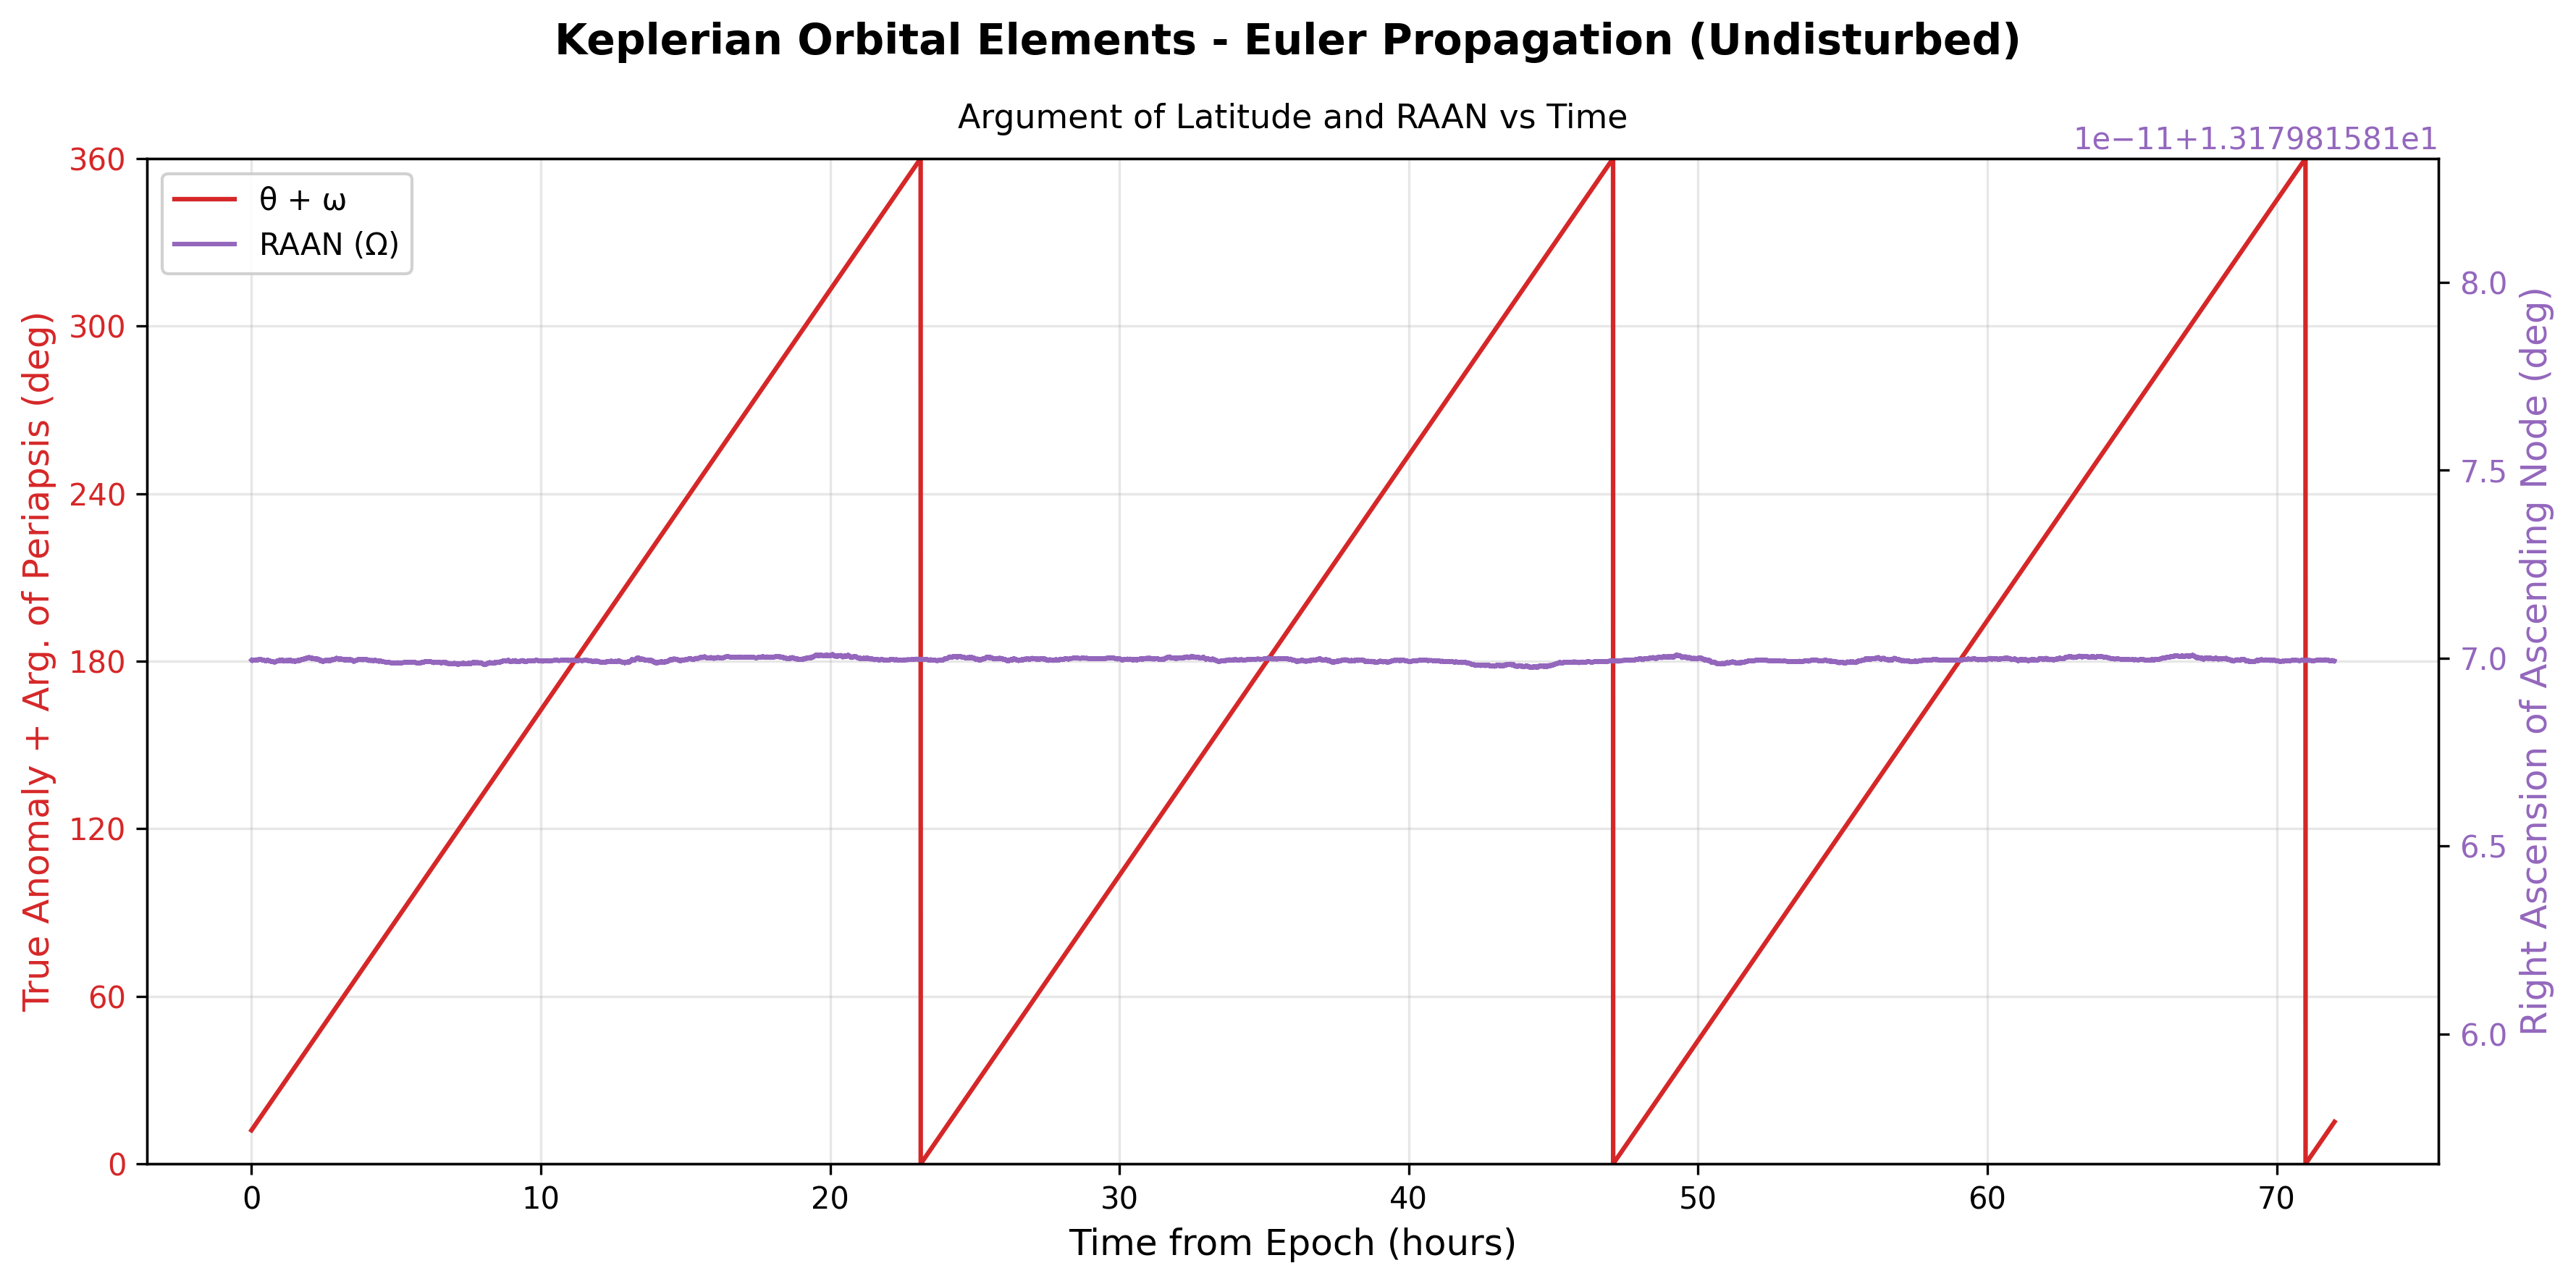 Keplerian Orbital Elements - Euler Propagation (Undisturbed)
Argument of Latitude and RAAN vs Time
1e−11+1.317981581e1
θ + ω
RAAN (Ω)
True Anomaly + Arg. of Periapsis (deg)
360
300
240
180
120
60
0
8.0
7.5
7.0
6.5
6.0
Right Ascension of Ascending Node (deg)
0 10 20 30 40 50 60 70
Time from Epoch (hours)